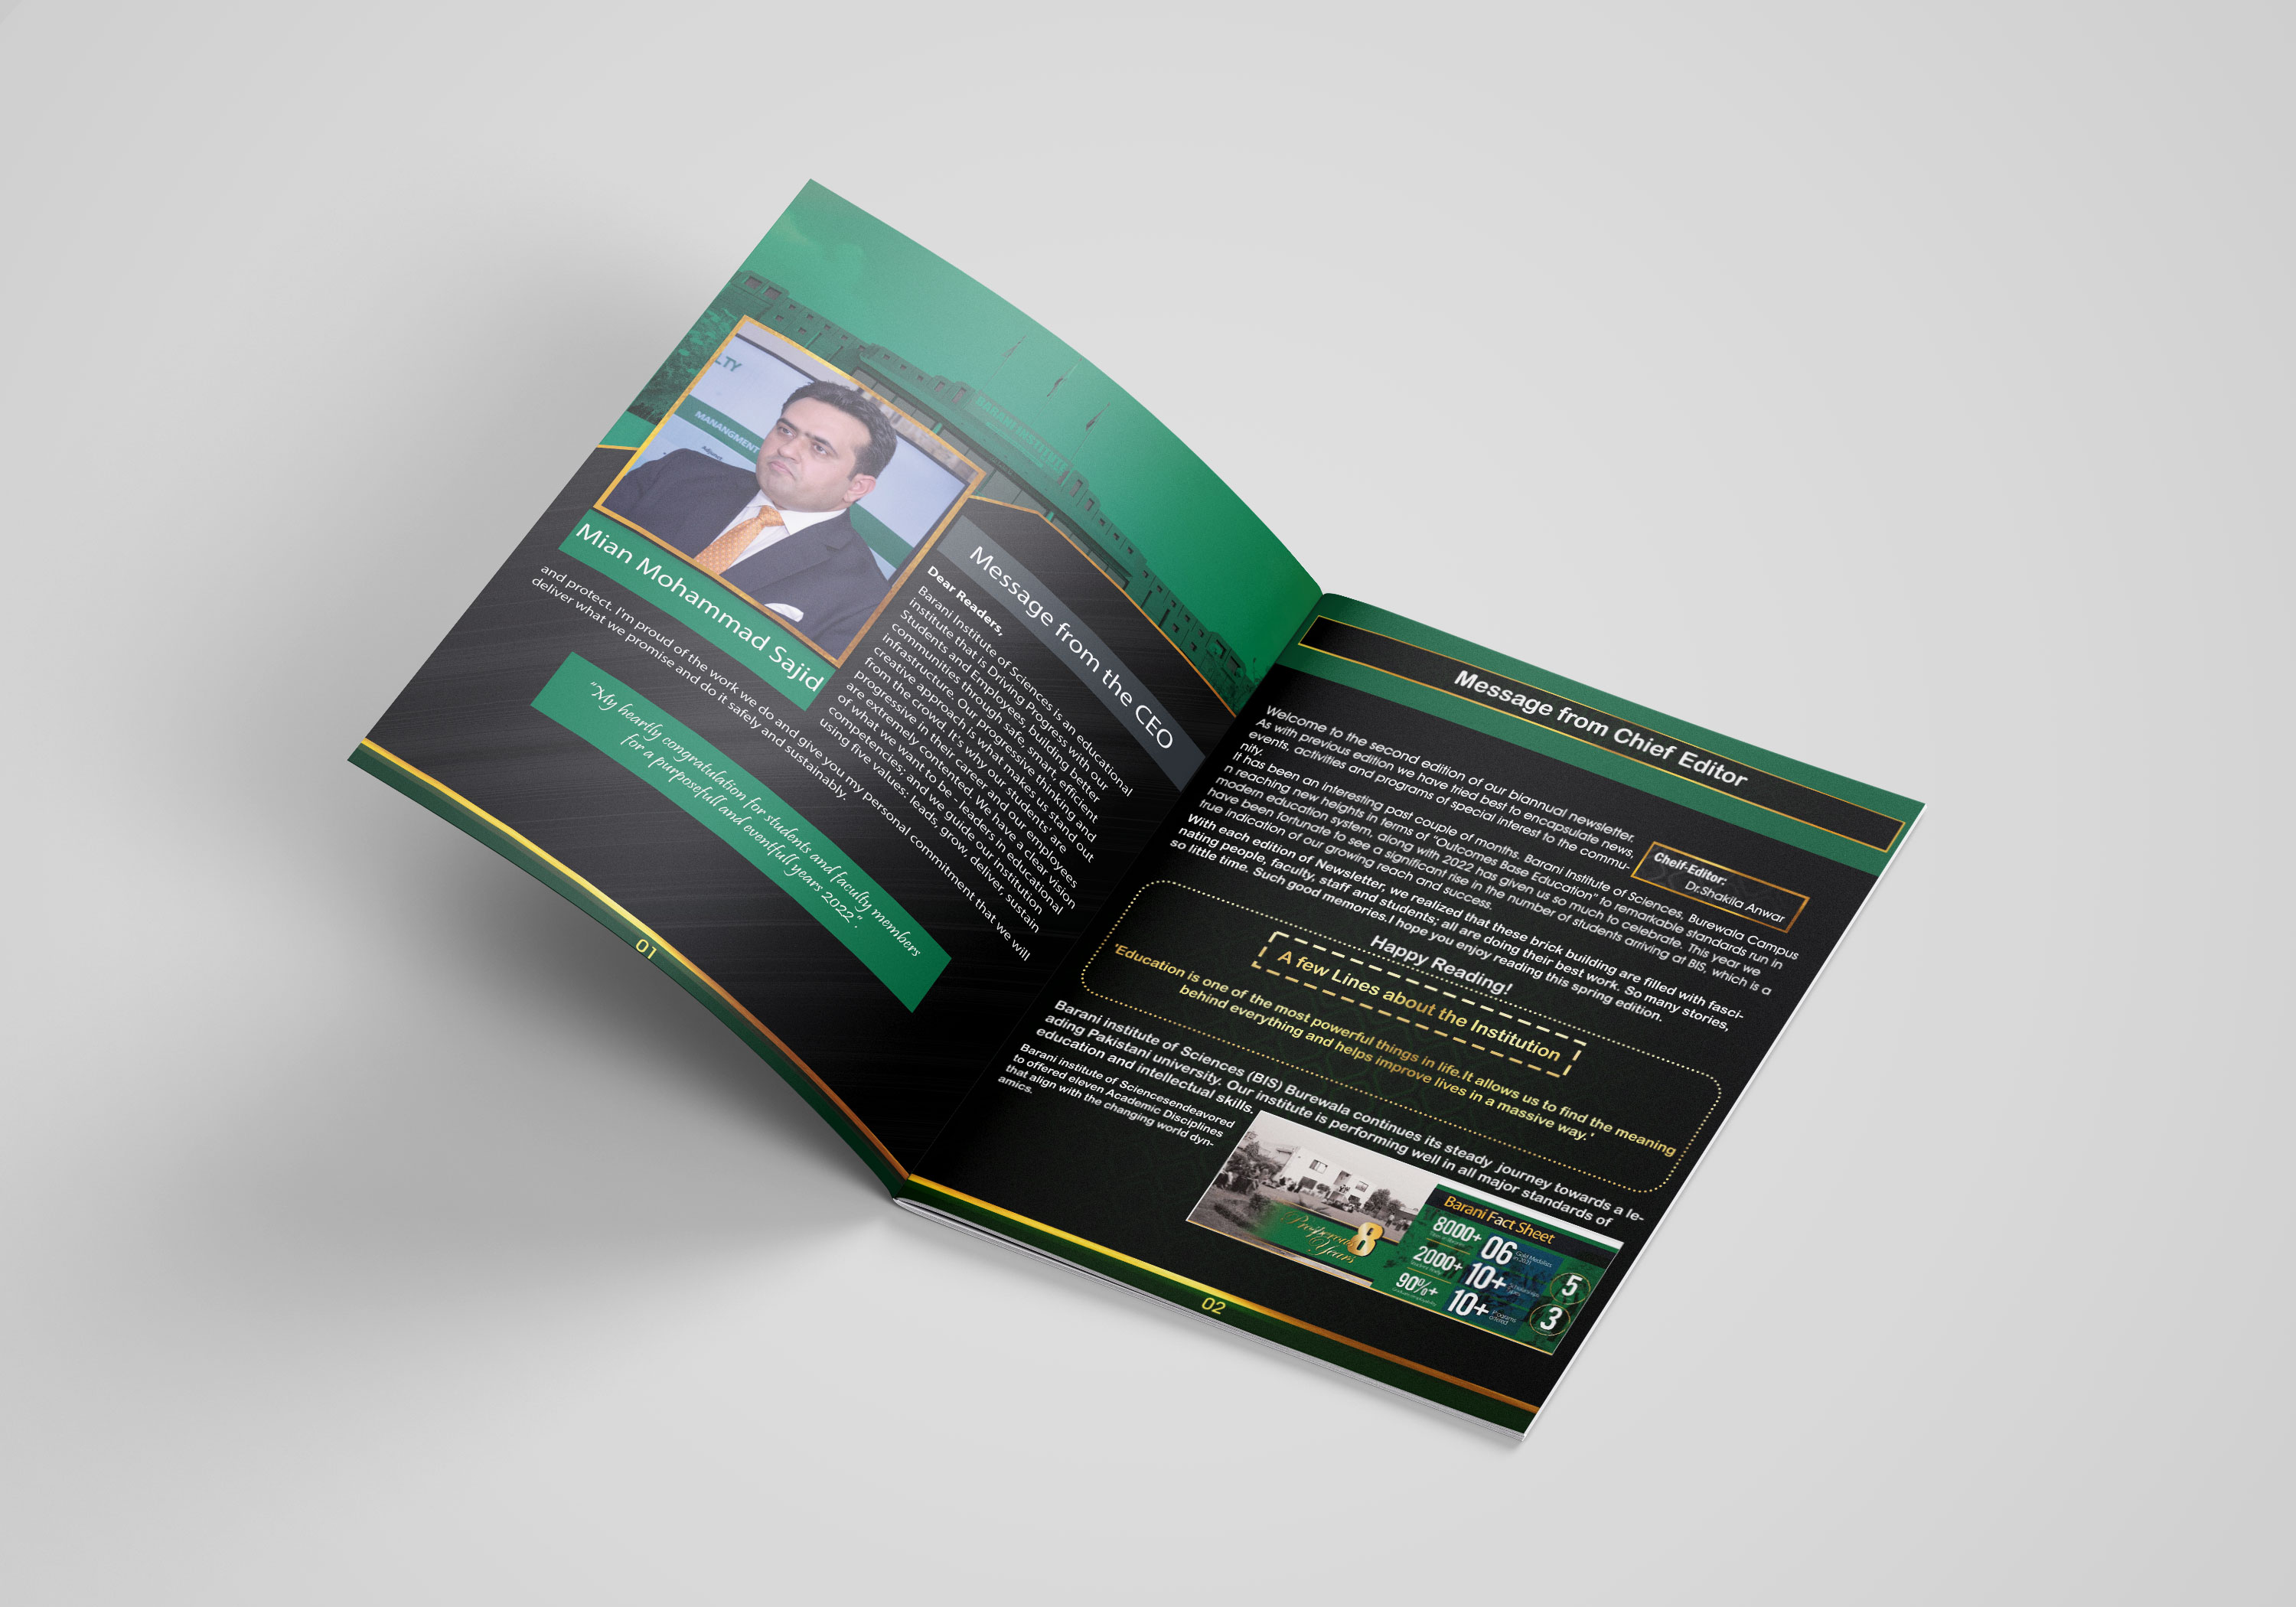 BARANI INSTITUTE
LTY
MANANGMENT
Mian Mohammad Sajid
Message from the CEO
Dear Readers,
Barani Institute of Sciences is an educational
institute that is Driving Progress with our
Students and Employees, building better
communities through safe, smart, efficient
infrastructure. Our progressive thinking and
creative approach is what makes us stand out
from the crowd. It's why our students' are
progressive in their career and our employees
are extremely contented. We have a clear vision
of what we want to be - leaders in educational
competencies; and we guide our institution
using five values: leads, grow, deliver, sustain
and protect. I'm proud of the work we do and give you my personal commitment that we will
deliver what we promise and do it safely and sustainably.
"My heartly congratulation for students and faculty members
for a purposefull and eventfull years 2022".
01
Message from Chief Editor
Welcome to the second edition of our biannual newsletter.
As with previous edition we have tried best to encapsulate news,
events, activities and programs of special interest to the commu-
nity.
Cheif-Editor:
Dr.Shakila Anwar
It has been an interesting past couple of months. Barani Institute of Sciences, Burewala Campus
n reaching new heights in terms of "Outcomes Base Education" to remarkable standards run in
modern education system, along with 2022 has given us so much to celebrate. This year we
have been fortunate to see a significant rise in the number of students arriving at BIS, which is a
true indication of our growing reach and success.
With each edition of Newsletter, we realized that these brick building are filled with fasci-
nating people, faculty, staff and students; all are doing their best work. So many stories,
so little time. Such good memories.I hope you enjoy reading this spring edition.
Happy Reading!
A few Lines about the Institution
'Education is one of the most powerful things in life.It allows us to find the meaning
behind everything and helps improve lives in a massive way.'
Barani institute of Sciences (BIS) Burewala continues its steady journey towards a le-
ading Pakistani university. Our institute is performing well in all major standards of
education and intellectual skills.
Barani institute of Sciencesendeavored
to offered eleven Academic Disciplines
that align with the changing world dyn-
amics.
Prosperous
Years
8
Barani Fact Sheet
8000+
06
Gold Medalists
2000+
10+
5
90%+
10+
Programs
offered
3
02